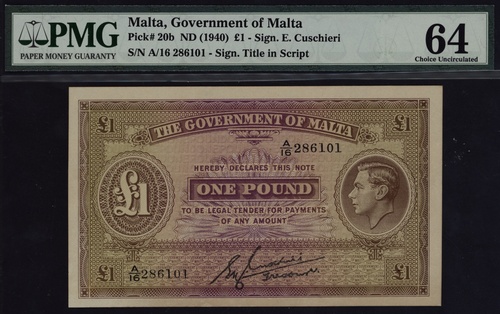 PMG
PAPER MONEY GUARANTY
Malta, Government of Malta
Pick# 20b ND (1940) £1 - Sign. E. Cuschieri
S/N A/16 286101 - Sign. Title in Script
64
Choice Uncirculated
£1 £1
THE GOVERNMENT OF MALTA
A/16 286101
HEREBY DECLARES THIS NOTE
£1
ONE POUND
TO BE LEGAL TENDER FOR PAYMENTS
OF ANY AMOUNT
A/16 286101
E. Cuschieri
Treasurer
£1 £1